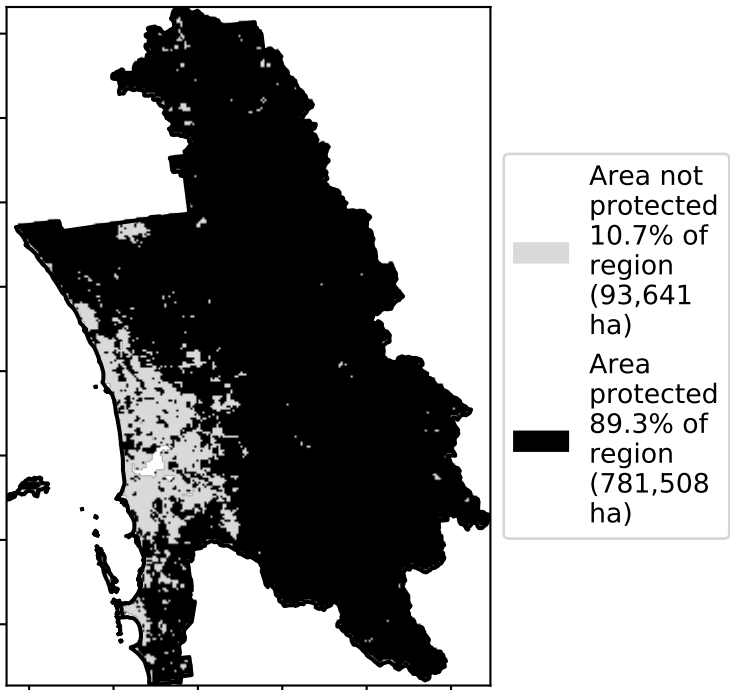 Area not
protected
10.7% of
region
(93,641
ha)
Area
protected
89.3% of
region
(781,508
ha)